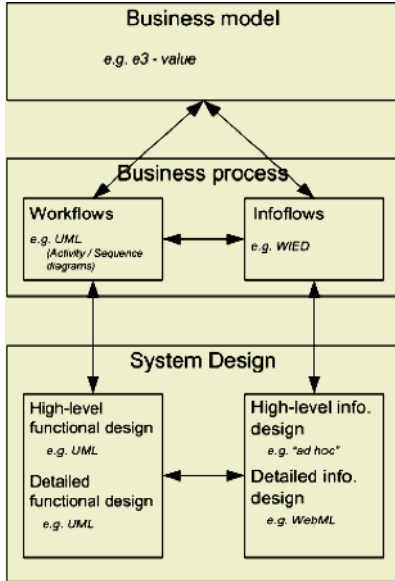 Business model
e.g. e3 - value
Business process
Workflows
e.g. UML
(Activity / Sequence
diagrams)
Infoflows
e.g. WIED
System Design
High-level
functional design
e.g. UML
Detailed
functional design
e.g. UML
High-level info.
design
e.g. "ad hoc"
Detailed info.
design
e.g. WebML